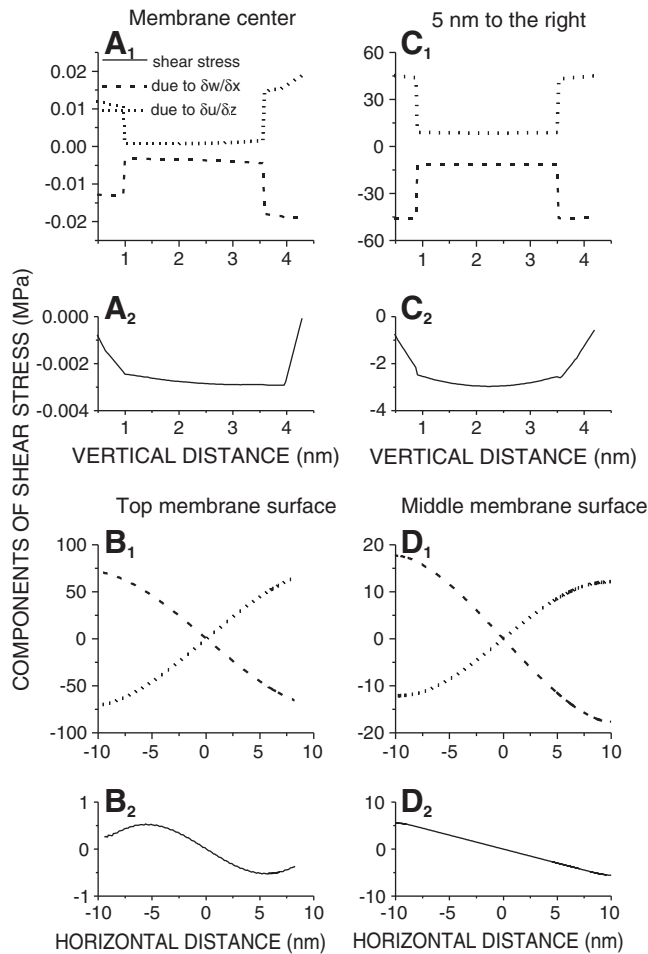 Membrane center
5 nm to the right
A1
C1
shear stress
due to δw/δx
due to δu/δz
0.02
0.01
0.00
-0.01
-0.02
1 2 3 4
60
30
0
-30
-60
1 2 3 4
A2
C2
0.000
-0.002
-0.004
1 2 3 4
0
-2
-4
1 2 3 4
VERTICAL DISTANCE (nm)
VERTICAL DISTANCE (nm)
COMPONENTS OF SHEAR STRESS (MPa)
Top membrane surface
Middle membrane surface
B1
D1
100
50
0
-50
-100
-10 -5 0 5 10
20
10
0
-10
-20
-10 -5 0 5 10
B2
D2
1
0
-1
-10 -5 0 5 10
10
0
-10
-10 -5 0 5 10
HORIZONTAL DISTANCE (nm)
HORIZONTAL DISTANCE (nm)